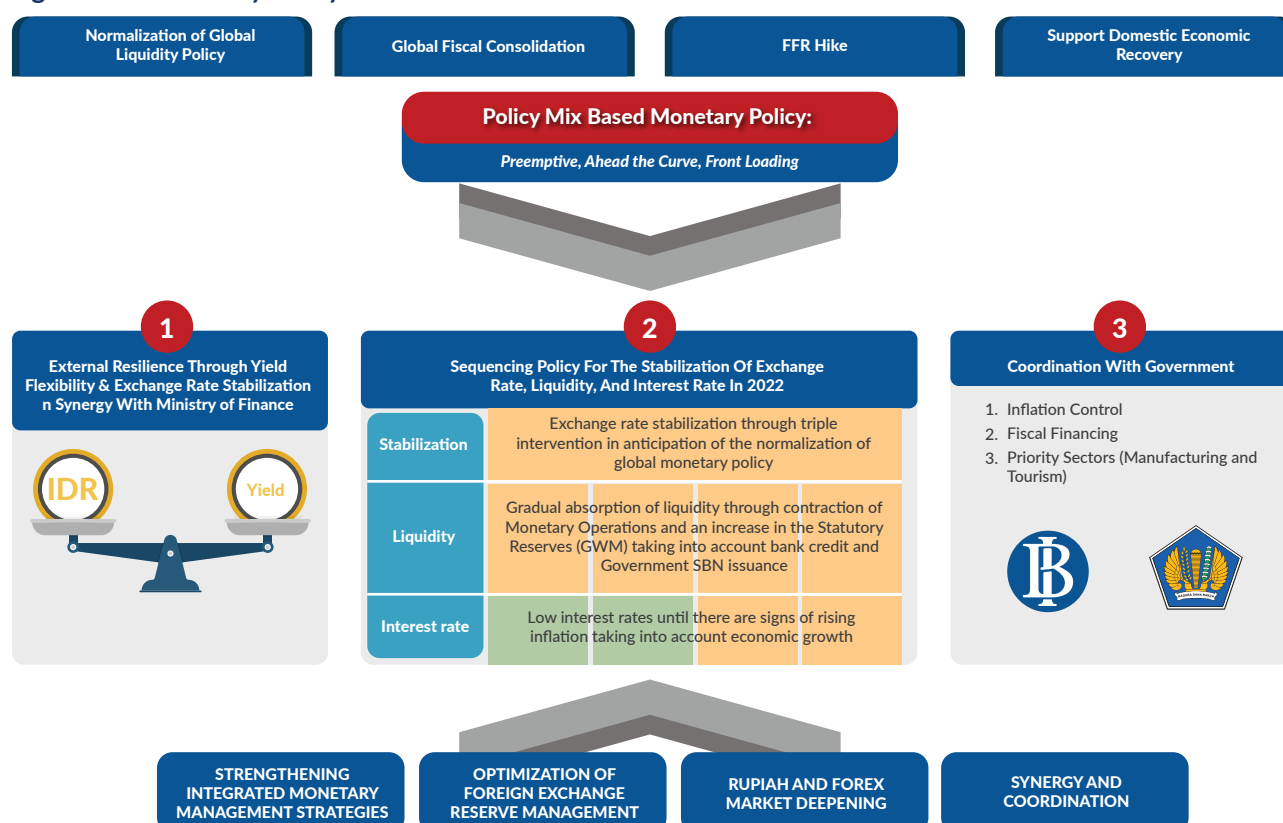 Normalization of Global
Liquidity Policy
Global Fiscal Consolidation
FFR Hike
Support Domestic Economic
Recovery
Policy Mix Based Monetary Policy:
Preemptive, Ahead the Curve, Front Loading
1
External Resilience Through Yield
Flexibility & Exchange Rate Stabilization
n Synergy With Ministry of Finance
IDR
Yield
2
Sequencing Policy For The Stabilization Of Exchange
Rate, Liquidity, And Interest Rate In 2022
Stabilization
Exchange rate stabilization through triple
intervention in anticipation of the normalization of
global monetary policy
Liquidity
Gradual absorption of liquidity through contraction of
Monetary Operations and an increase in the Statutory
Reserves (GWM) taking into account bank credit and
Government SBN issuance
Interest rate
Low interest rates until there are signs of rising
inflation taking into account economic growth
3
Coordination With Government
1. Inflation Control
2. Fiscal Financing
3. Priority Sectors (Manufacturing and
Tourism)
STRENGTHENING
INTEGRATED MONETARY
MANAGEMENT STRATEGIES
OPTIMIZATION OF
FOREIGN EXCHANGE
RESERVE MANAGEMENT
RUPIAH AND FOREX
MARKET DEEPENING
SYNERGY AND
COORDINATION